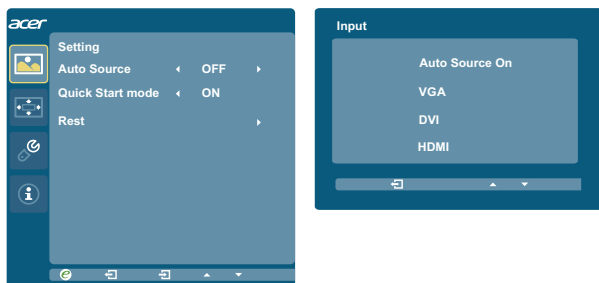 acer
Setting
Auto Source OFF
Quick Start mode ON
Rest
Input
Auto Source On
VGA
DVI
HDMI